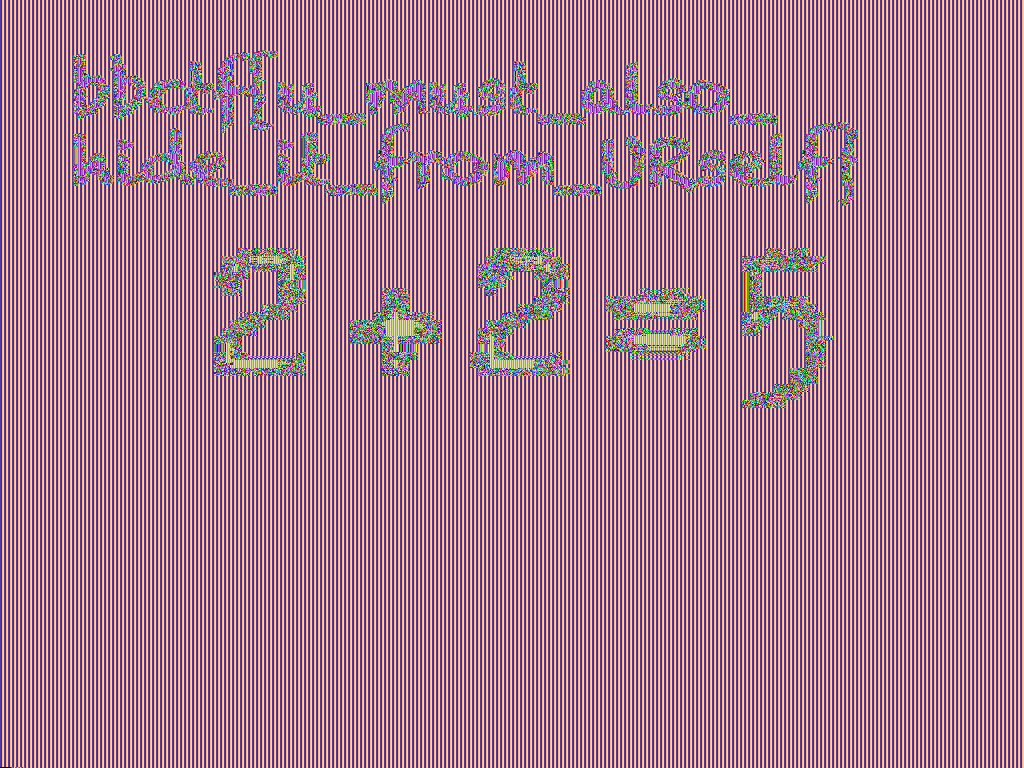 bbctf{u_must_also_
hide_it_from_URself}
2 + 2 = 5